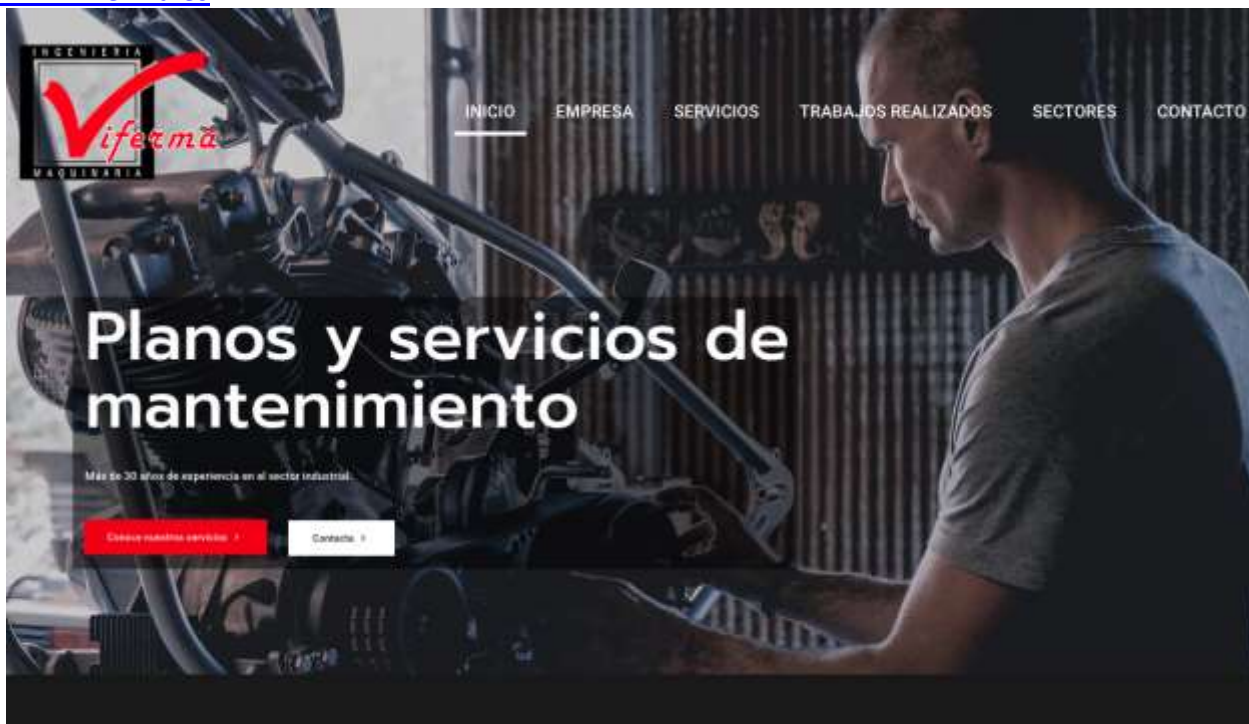 INGENIERIA
Viferma
MAQUINARIA
INICIO EMPRESA SERVICIOS TRABAJOS REALIZADOS SECTORES CONTACTO
Planos y servicios de
mantenimiento
Más de 30 años de experiencia en el sector industrial.
Conoce nuestros servicios >
Contacto >